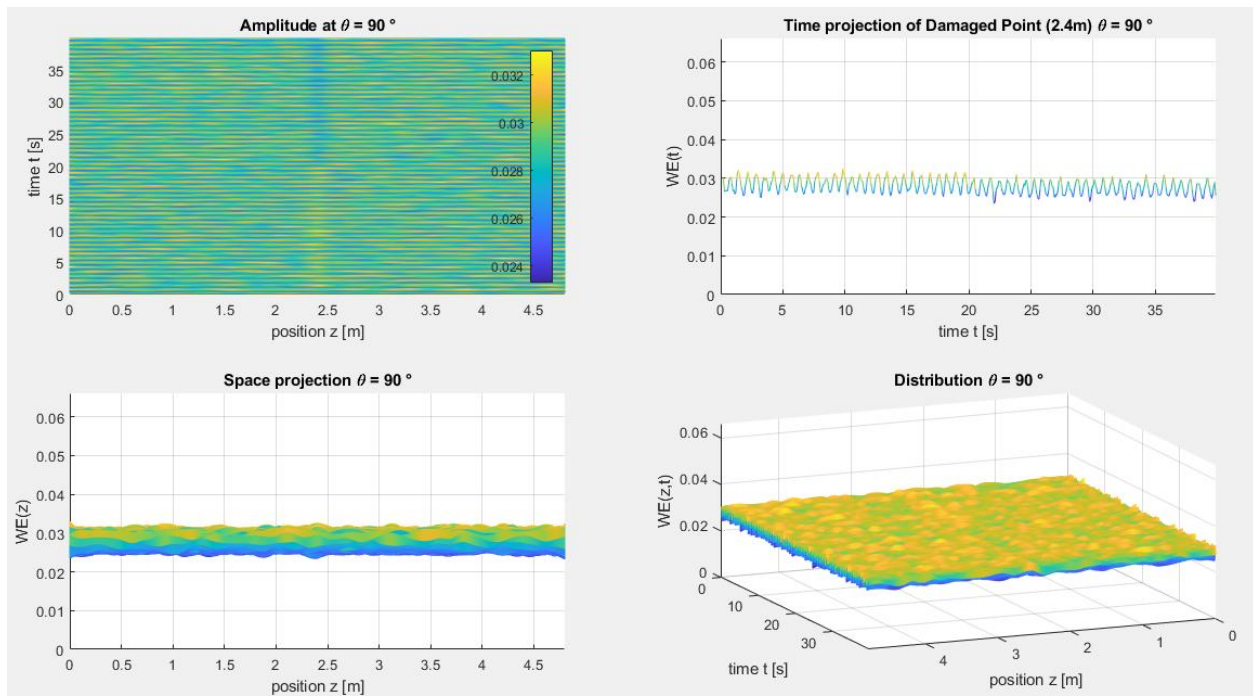 Amplitude at θ = 90 °
35
30
25
20
15
10
5
0
time t [s]
0.032
0.03
0.028
0.026
0.024
0 0.5 1 1.5 2 2.5 3 3.5 4 4.5
position z [m]
Time projection of Damaged Point (2.4m) θ = 90 °
0.06
0.05
0.04
0.03
0.02
0.01
0
WE(t)
0 5 10 15 20 25 30 35
time t [s]
Space projection θ = 90 °
0.06
0.05
0.04
0.03
0.02
0.01
0
WE(z)
0 0.5 1 1.5 2 2.5 3 3.5 4 4.5
position z [m]
Distribution θ = 90 °
0.06
0.04
0.02
0
WE(z,t)
0
10
20
30
time t [s]
4 3 2 1 0
position z [m]